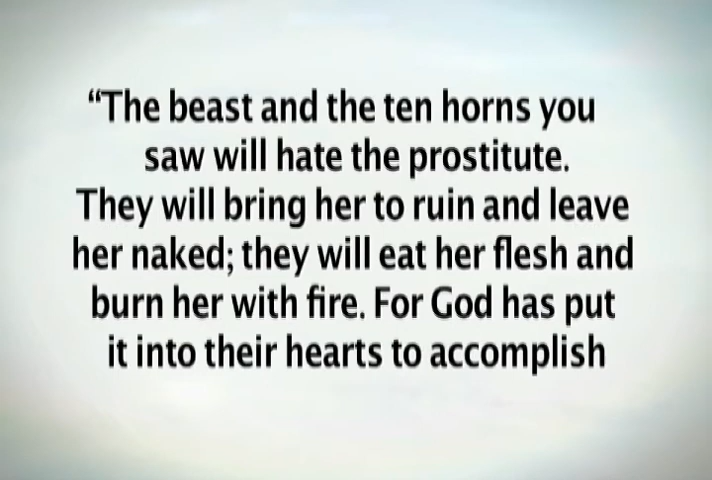 “The beast and the ten horns you
saw will hate the prostitute.
They will bring her to ruin and leave
her naked; they will eat her flesh and
burn her with fire. For God has put
it into their hearts to accomplish